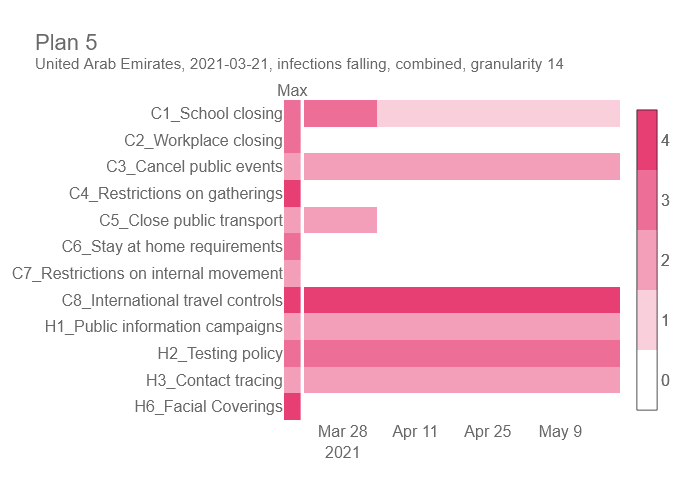 Plan 5
United Arab Emirates, 2021-03-21, infections falling, combined, granularity 14
Max
C1_School closing
C2_Workplace closing
C3_Cancel public events
C4_Restrictions on gatherings
C5_Close public transport
C6_Stay at home requirements
C7_Restrictions on internal movement
C8_International travel controls
H1_Public information campaigns
H2_Testing policy
H3_Contact tracing
H6_Facial Coverings
Mar 28 Apr 11 Apr 25 May 9
2021
4
3
2
1
0